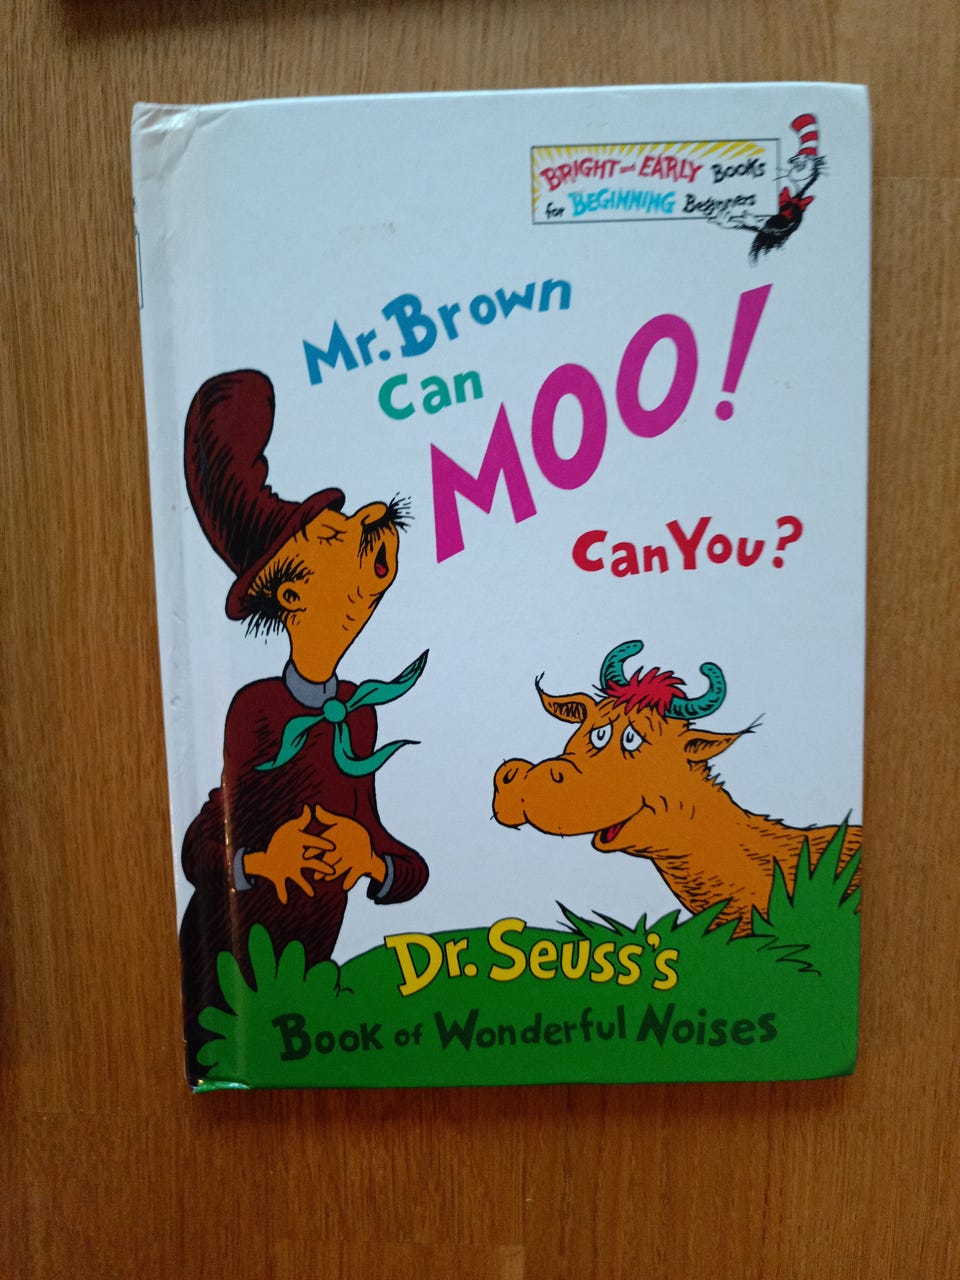 BRIGHT and EARLY Books
for BEGINNING Beginners
Mr. Brown
Can
MOO!
Can You?
Dr. Seuss's
Book of Wonderful Noises